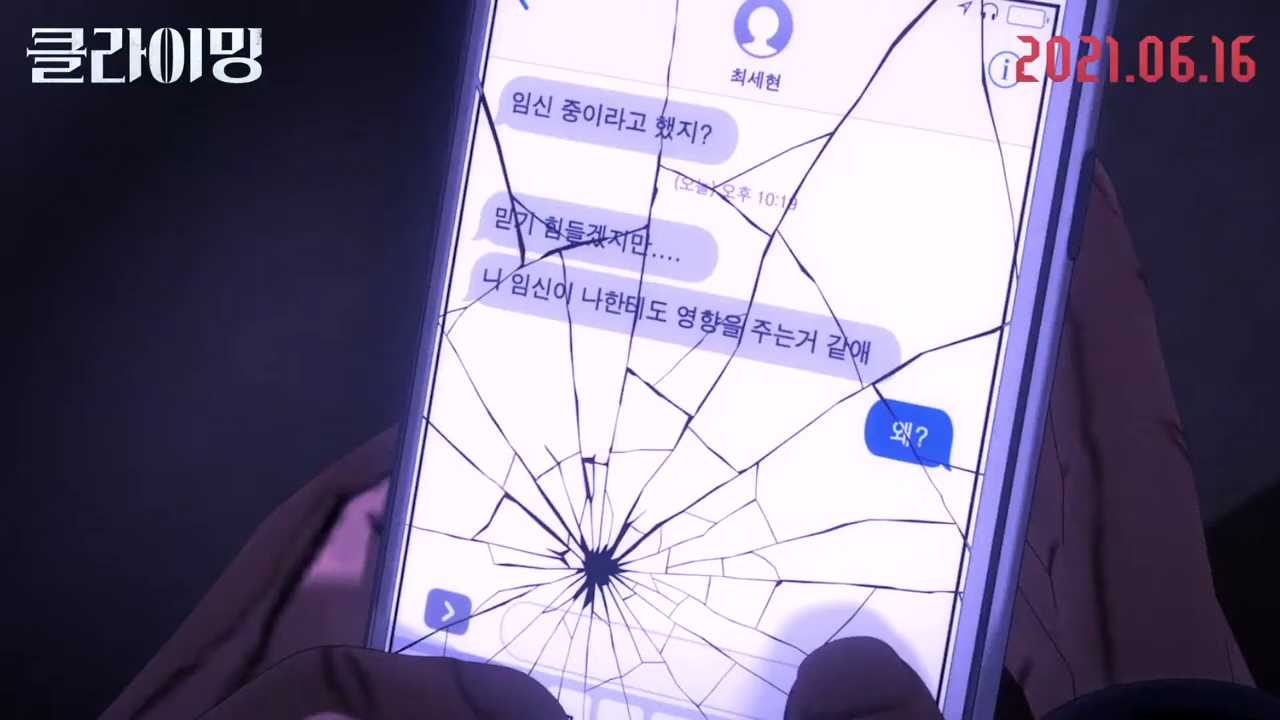 클라이밍
2021.06.16
최세현
임신 중이라고 했지?
(오늘) 오후 10:19
믿기 힘들겠지만....
니 임신이 나한테도 영향을 주는거 같애
왜?